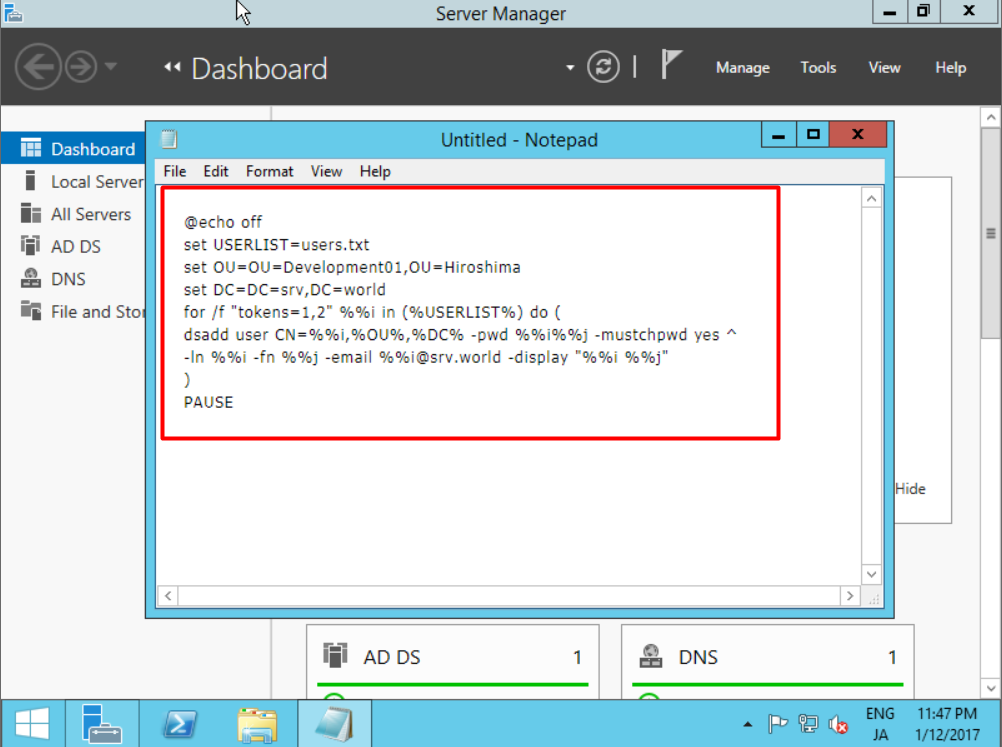 Server Manager
Dashboard
Manage Tools View Help
Dashboard
Local Server
All Servers
AD DS
DNS
File and Stor
Untitled - Notepad
File Edit Format View Help
@echo off
set USERLIST=users.txt
set OU=OU=Development01,OU=Hiroshima
set DC=DC=srv,DC=world
for /f "tokens=1,2" %%i in (%USERLIST%) do (
dsadd user CN=%%i,%OU%,%DC% -pwd %%i%%j -mustchpwd yes ^
-ln %%i -fn %%j -email %%i@srv.world -display "%%i %%j"
)
PAUSE
Hide
AD DS 1
DNS 1
ENG 11:47 PM
JA 1/12/2017